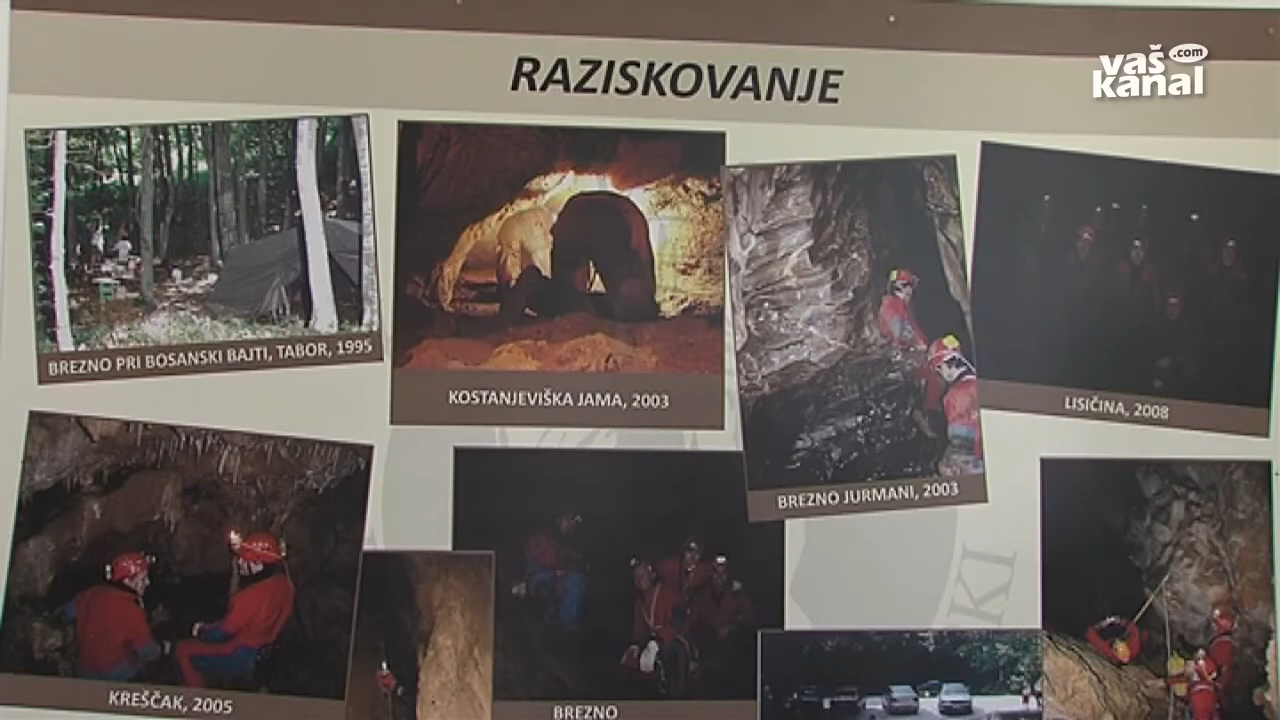 RAZISKOVANJE
vaš .com
kanal
BREZNO PRI BOSANSKI BAJTI, TABOR, 1995
KOSTANJEVIŠKA JAMA, 2003
BREZNO JURMANI, 2003
LISIČINA, 2008
KREŠČAK, 2005
BREZNO
KI